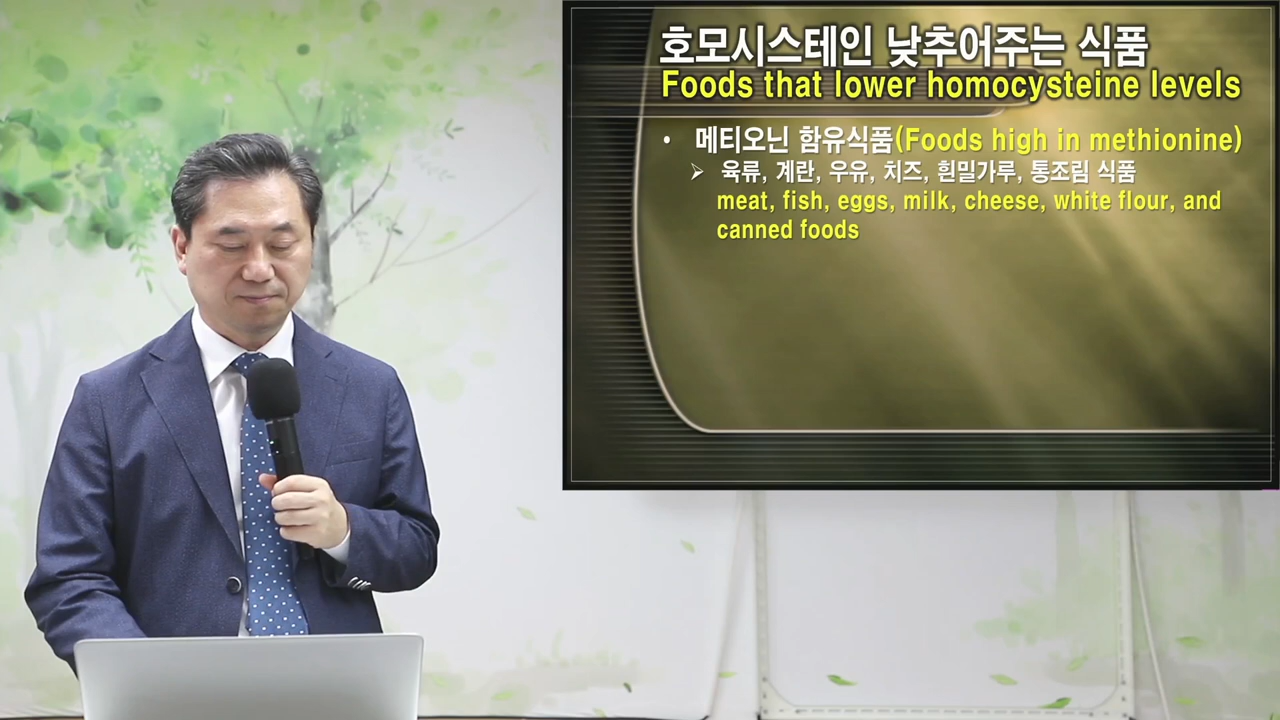 호모시스테인 낮추어주는 식품
Foods that lower homocysteine levels
• 메티오닌 함유식품(Foods high in methionine)
➢ 육류, 계란, 우유, 치즈, 흰밀가루, 통조림 식품
meat, fish, eggs, milk, cheese, white flour, and
canned foods